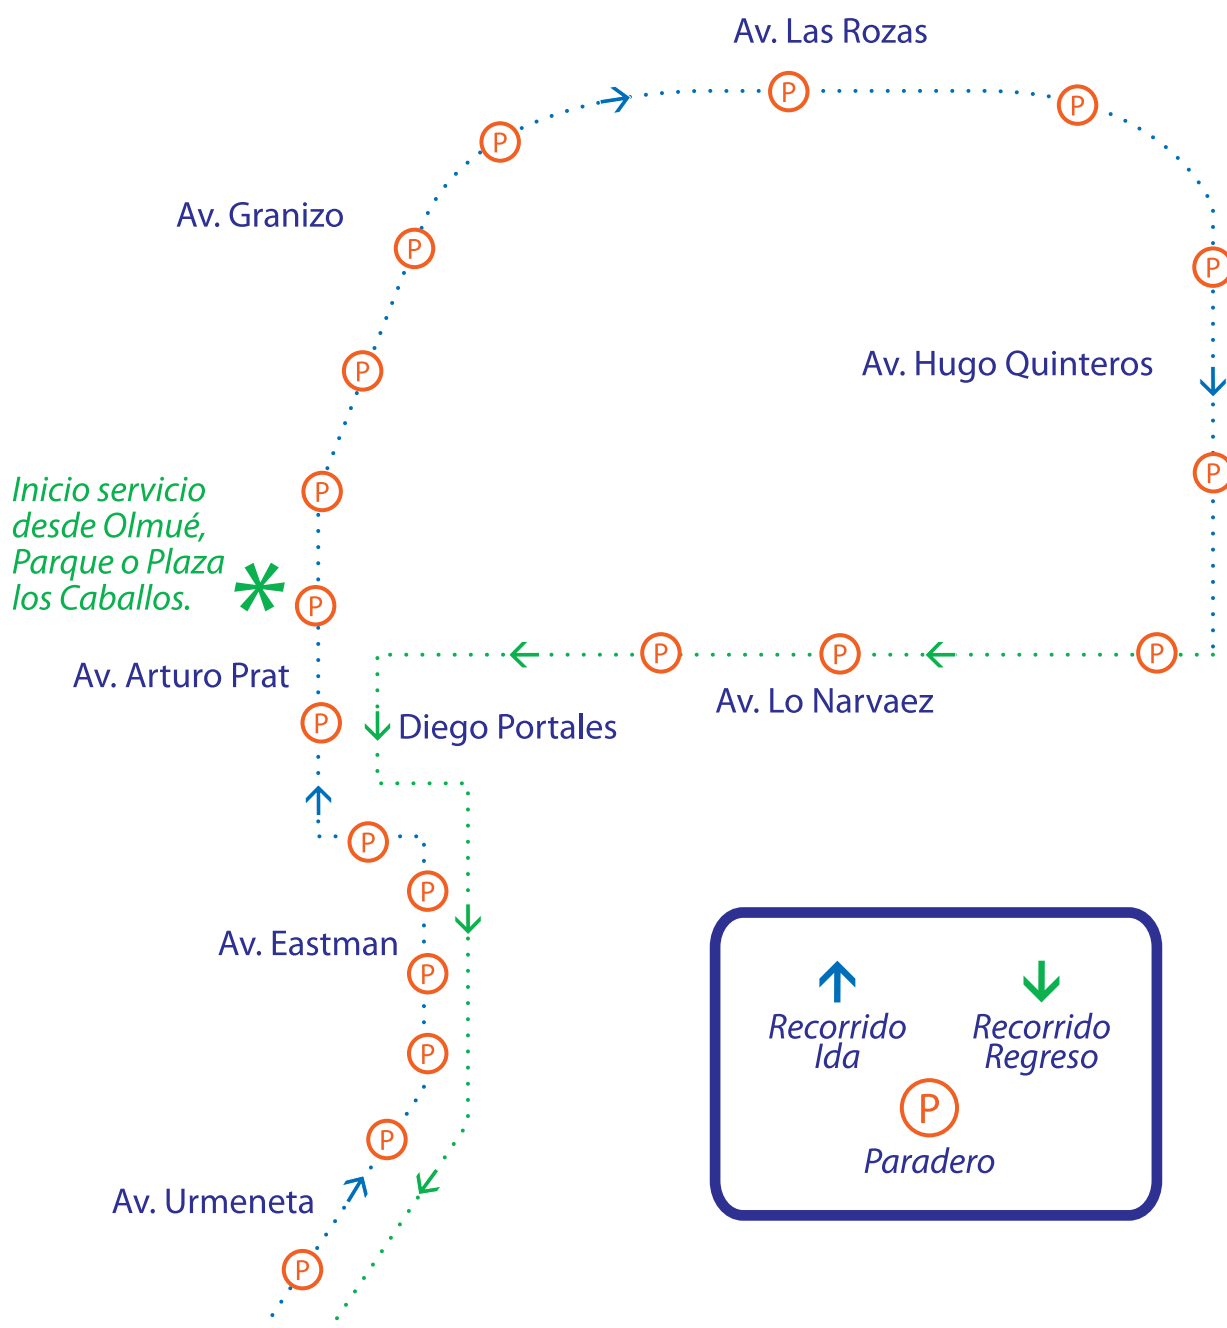 Av. Las Rozas
P
P
P
Av. Granizo
P
P
Av. Hugo Quinteros
P
P
P
Inicio servicio
desde Olmué,
Parque o Plaza
los Caballos.
P
P
Av. Arturo Prat
P
P
P
Av. Lo Narvaez
P
Diego Portales
P
P
Av. Eastman
P
P
P
Av. Urmeneta
P
Recorrido
Ida
Recorrido
Regreso
P
Paradero